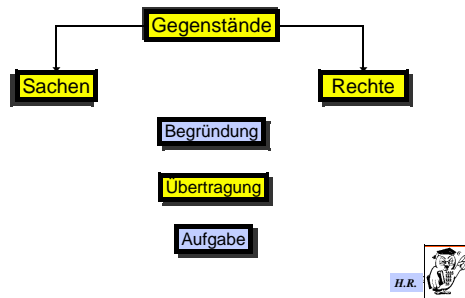 Gegenstände
Sachen
Rechte
Begründung
Übertragung
Aufgabe
H.R.